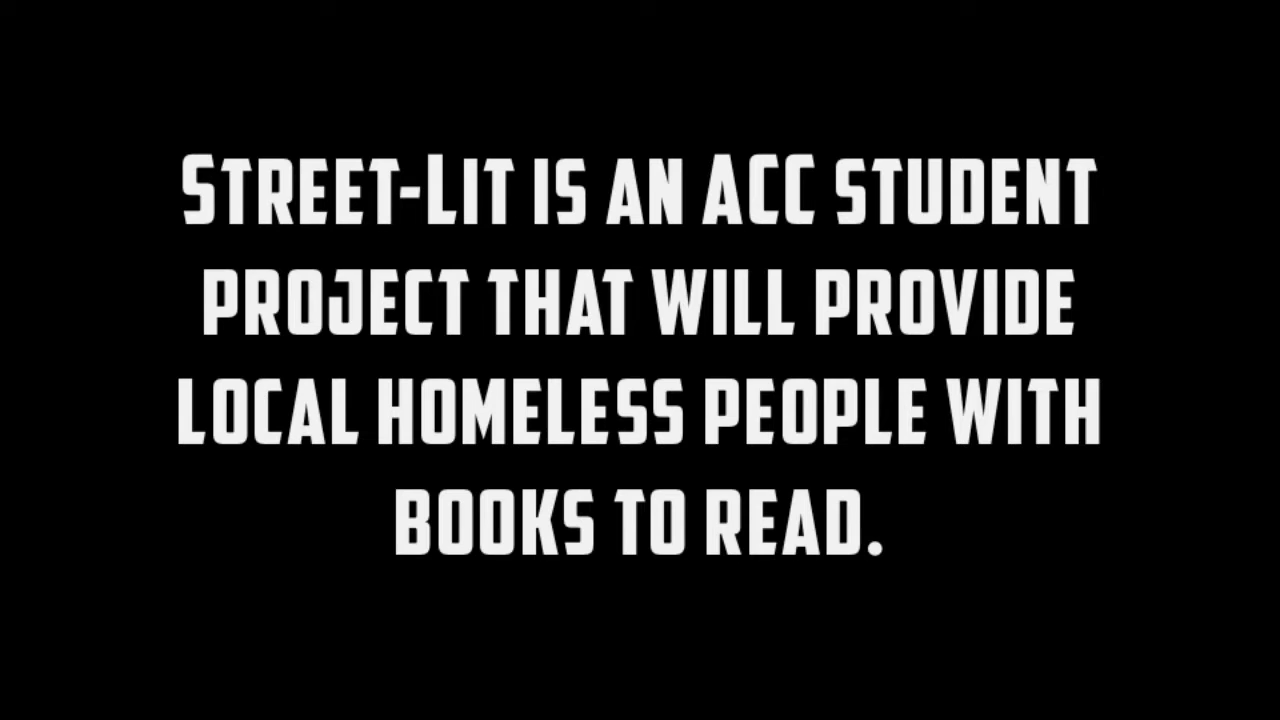 Street-Lit is an ACC student
project that will provide
local homeless people with
books to read.